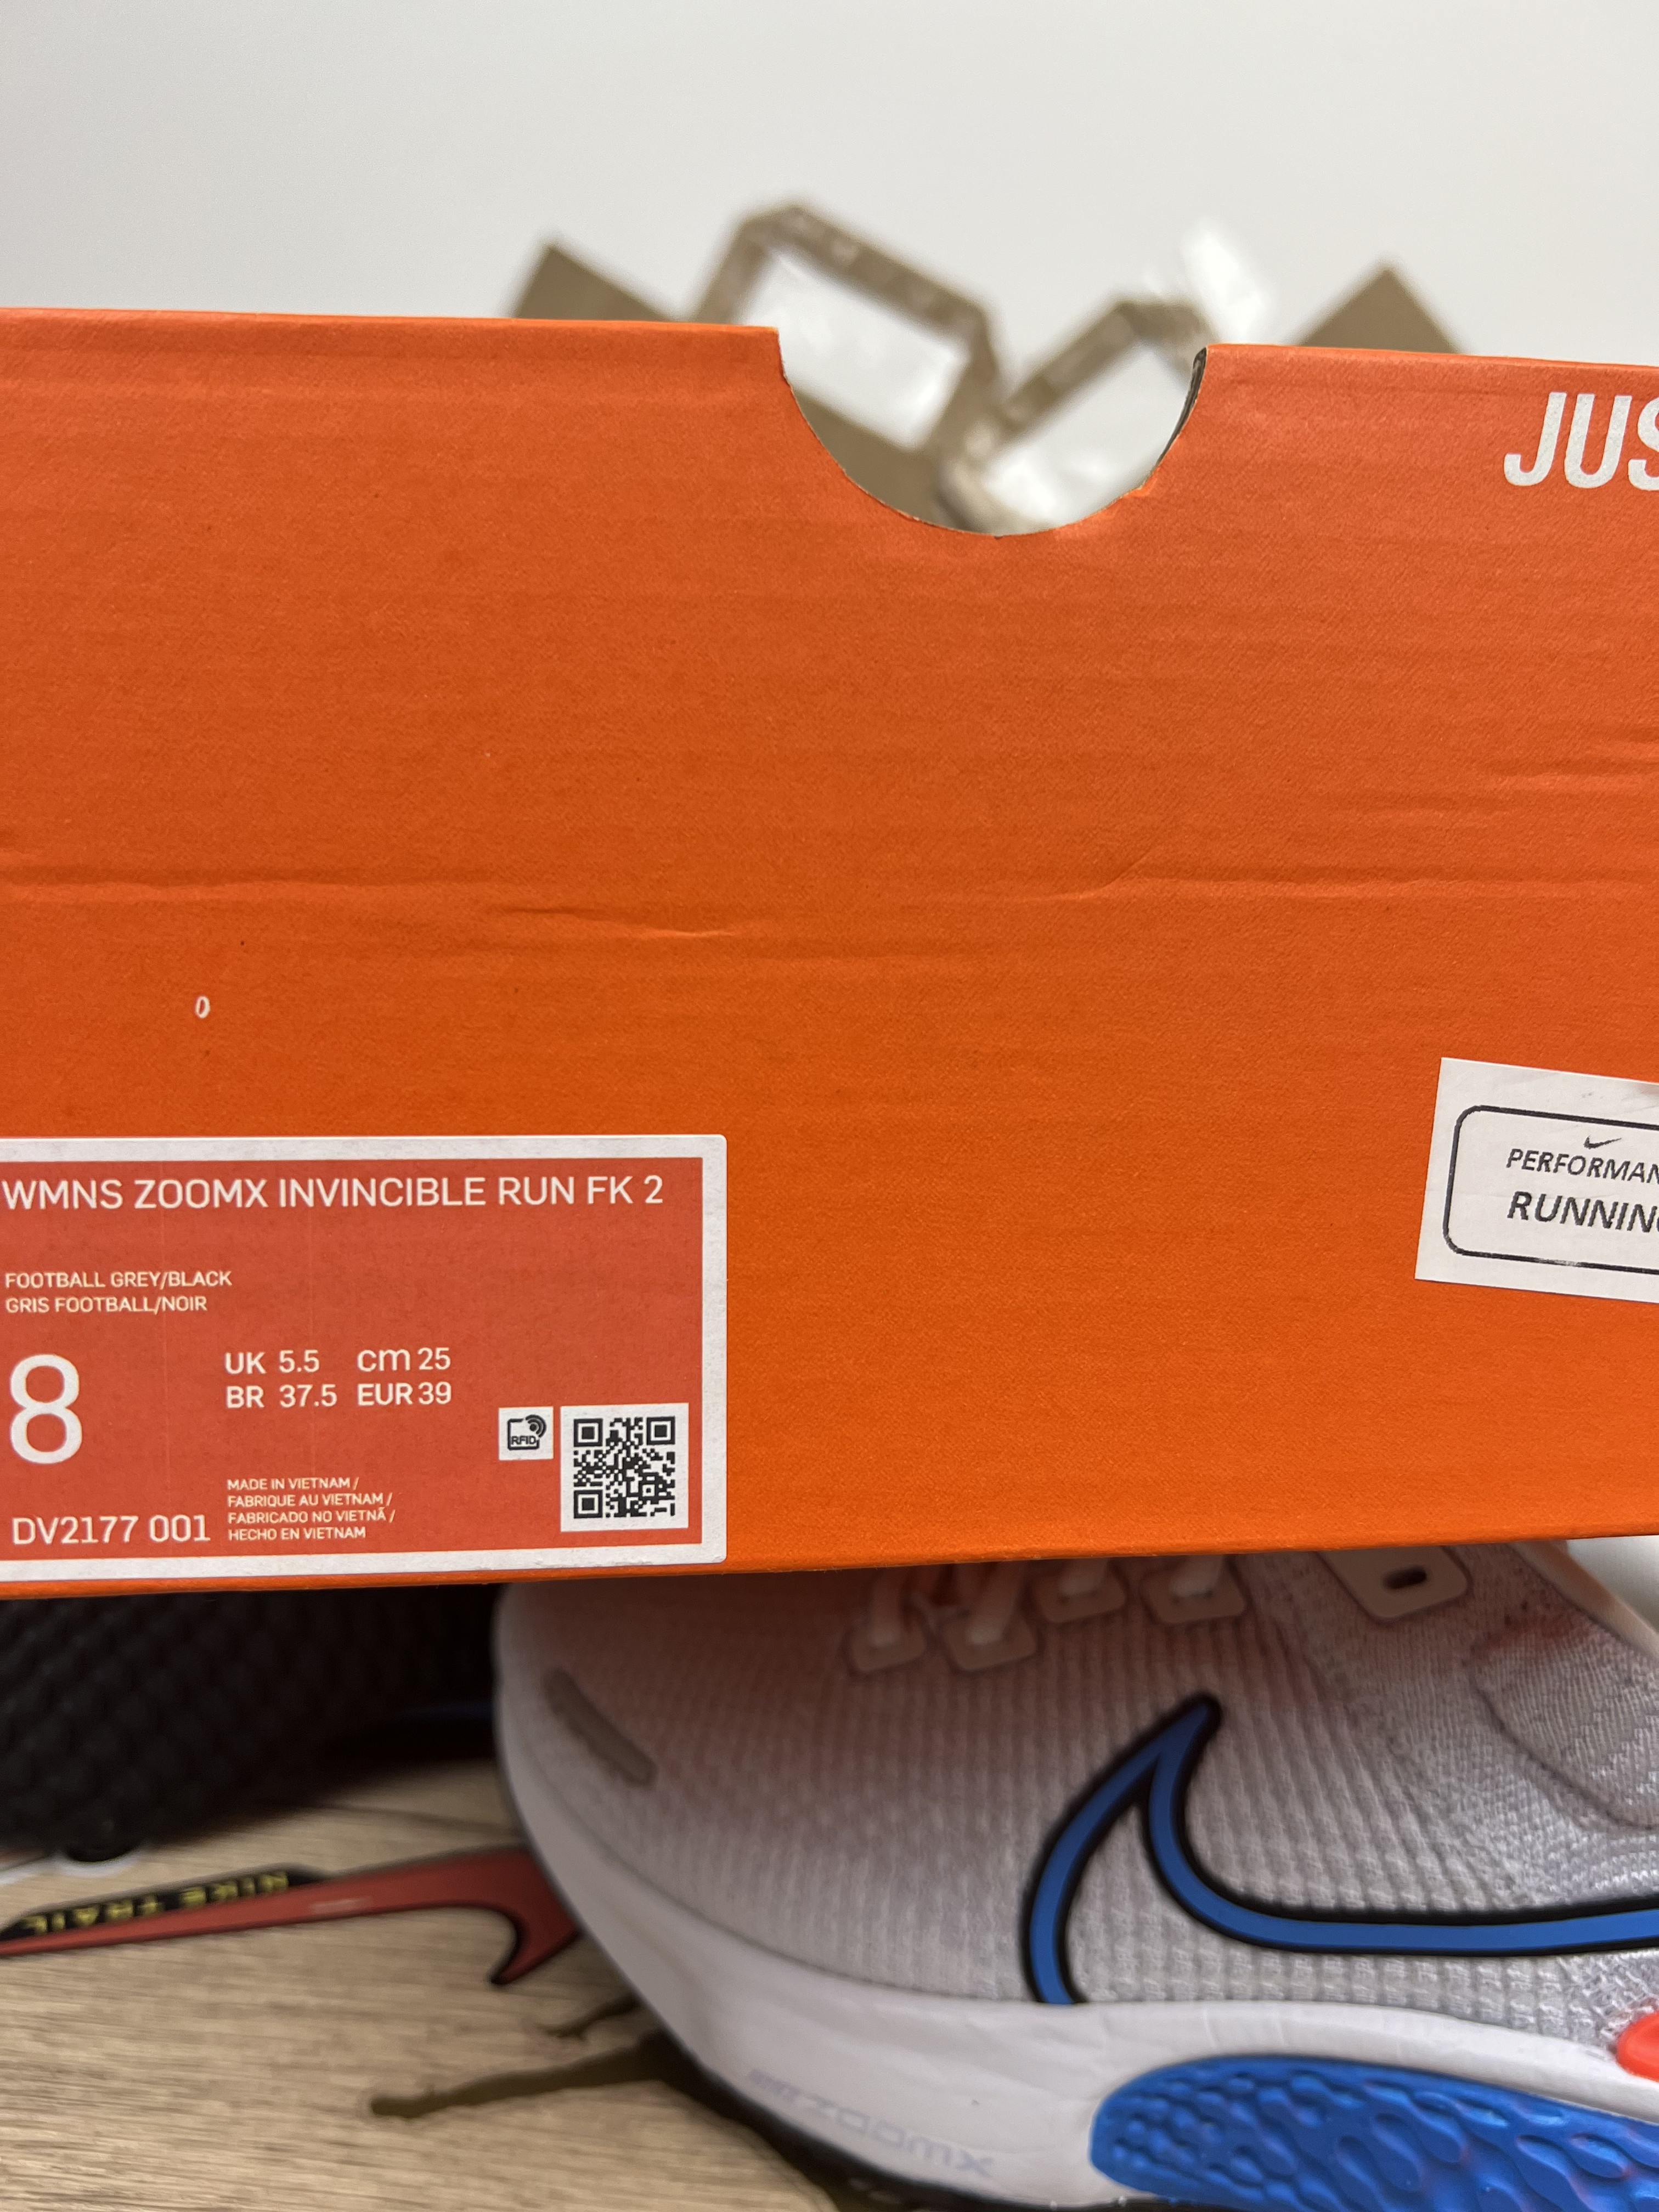 JUS
0
PERFORMAN
RUNNING
WMNS ZOOMX INVINCIBLE RUN FK 2
FOOTBALL GREY/BLACK
GRIS FOOTBALL/NOIR
8
UK 5.5 cm 25
BR 37.5 EUR 39
RFID
MADE IN VIETNAM /
FABRIQUE AU VIETNAM /
FABRICADO NO VIETNÃ /
HECHO EN VIETNAM
DV2177 001
NIKE TRAIL
ZOOMX